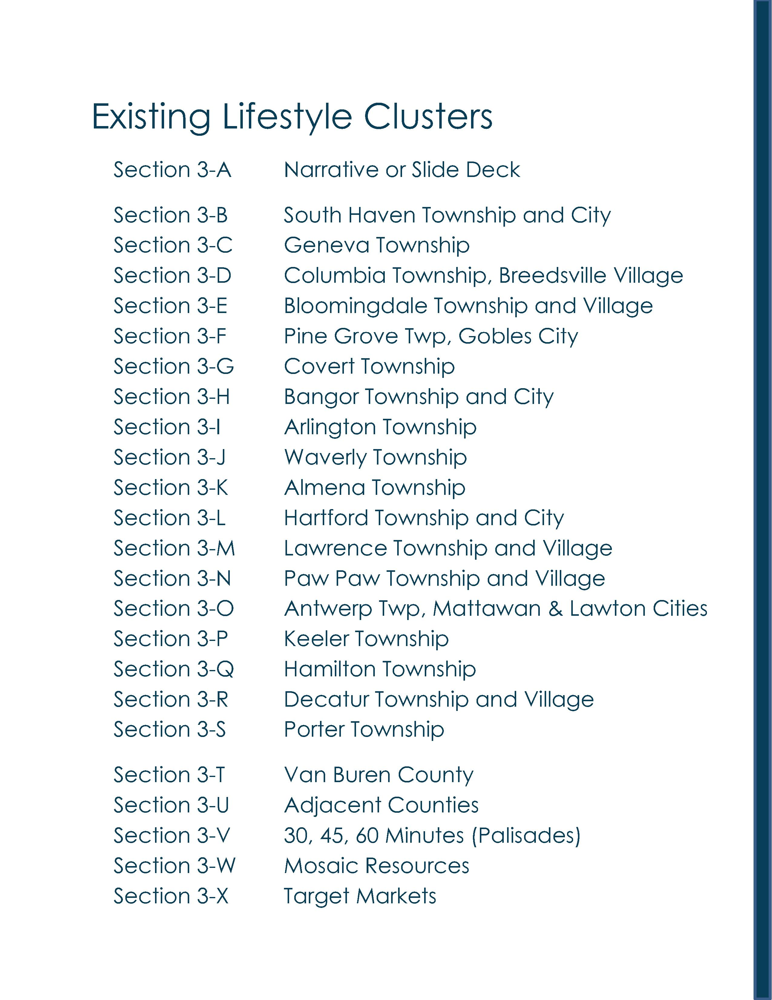 Existing Lifestyle Clusters
Section 3-A Narrative or Slide Deck
Section 3-B South Haven Township and City
Section 3-C Geneva Township
Section 3-D Columbia Township, Breedsville Village
Section 3-E Bloomingdale Township and Village
Section 3-F Pine Grove Twp, Gobles City
Section 3-G Covert Township
Section 3-H Bangor Township and City
Section 3-I Arlington Township
Section 3-J Waverly Township
Section 3-K Almena Township
Section 3-L Hartford Township and City
Section 3-M Lawrence Township and Village
Section 3-N Paw Paw Township and Village
Section 3-O Antwerp Twp, Mattawan & Lawton Cities
Section 3-P Keeler Township
Section 3-Q Hamilton Township
Section 3-R Decatur Township and Village
Section 3-S Porter Township
Section 3-T Van Buren County
Section 3-U Adjacent Counties
Section 3-V 30, 45, 60 Minutes (Palisades)
Section 3-W Mosaic Resources
Section 3-X Target Markets